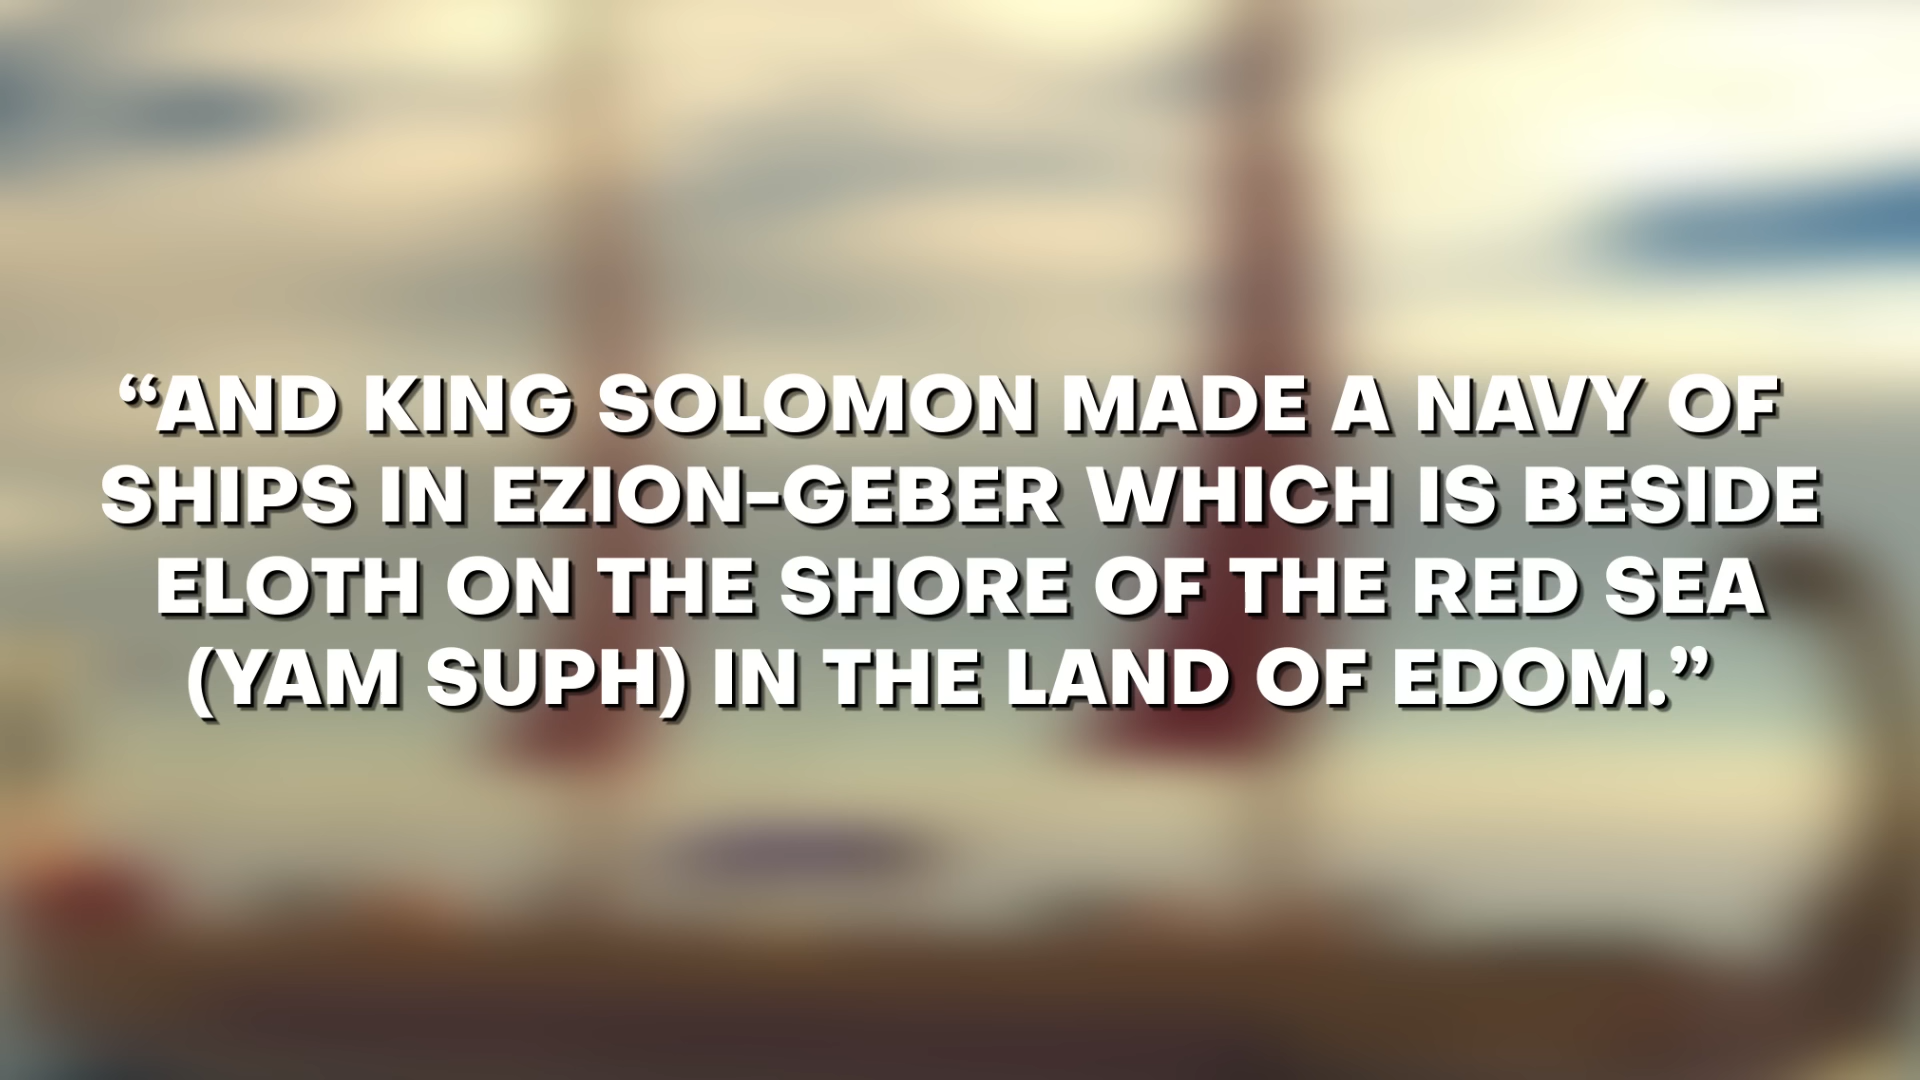 “AND KING SOLOMON MADE A NAVY OF
SHIPS IN EZION-GEBER WHICH IS BESIDE
ELOTH ON THE SHORE OF THE RED SEA
(YAM SUPH) IN THE LAND OF EDOM.”